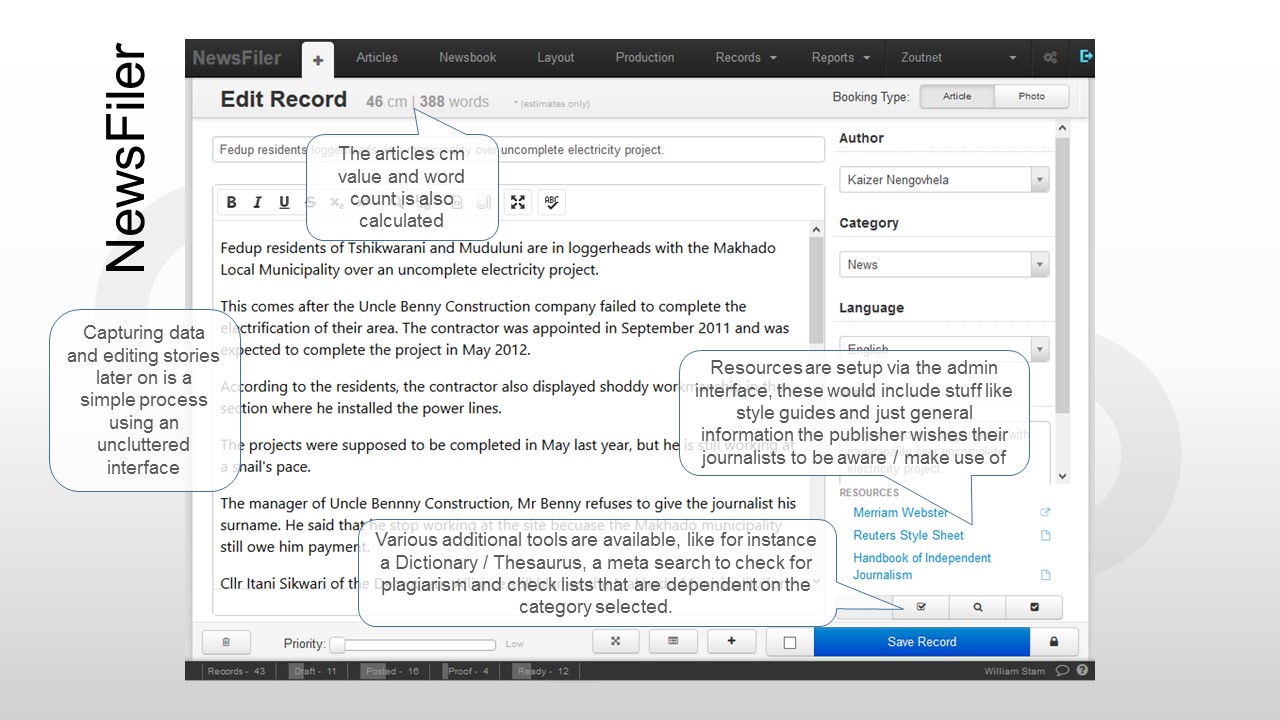 NewsFiler
NewsFiler
+
Articles
Newsbook
Layout
Production
Records
Reports
Zoutnet
Edit Record 46 cm | 388 words * (estimates only)
Booking Type: Article Photo
Fedup residents over uncomplete electricity project.
The articles cm
value and word
count is also
calculated
B I U S ABC
Fedup residents of Tshikwarani and Muduluni are in loggerheads with the Makhado
Local Municipality over an uncomplete electricity project.
This comes after the Uncle Benny Construction company failed to complete the
electrification of their area. The contractor was appointed in September 2011 and was
expected to complete the project in May 2012.
According to the residents, the contractor also displayed shoddy workmanship in the
section where he installed the power lines.
The projects were supposed to be completed in May last year, but he is still working at
a snail's pace.
The manager of Uncle Bennny Construction, Mr Benny refuses to give the journalist his
surname. He said that he stop working at the site becuase the Makhado municipality
still owe him payment.
Cllr Itani Sikwari of the
Capturing data
and editing stories
later on is a
simple process
using an
uncluttered
interface
Author
Kaizer Nengovhela
Category
News
Language
English
Resources are setup via the admin
interface, these would include stuff like
style guides and just general
information the publisher wishes their
journalists to be aware / make use of
electricity project.
RESOURCES
Merriam Webster
Reuters Style Sheet
Handbook of Independent
Journalism
Various additional tools are available, like for instance
a Dictionary / Thesaurus, a meta search to check for
plagiarism and check lists that are dependent on the
category selected.
Priority: Low
+
Save Record
Records - 43 Draft - 11 Posted - 16 Proof - 4 Ready - 12
William Stam